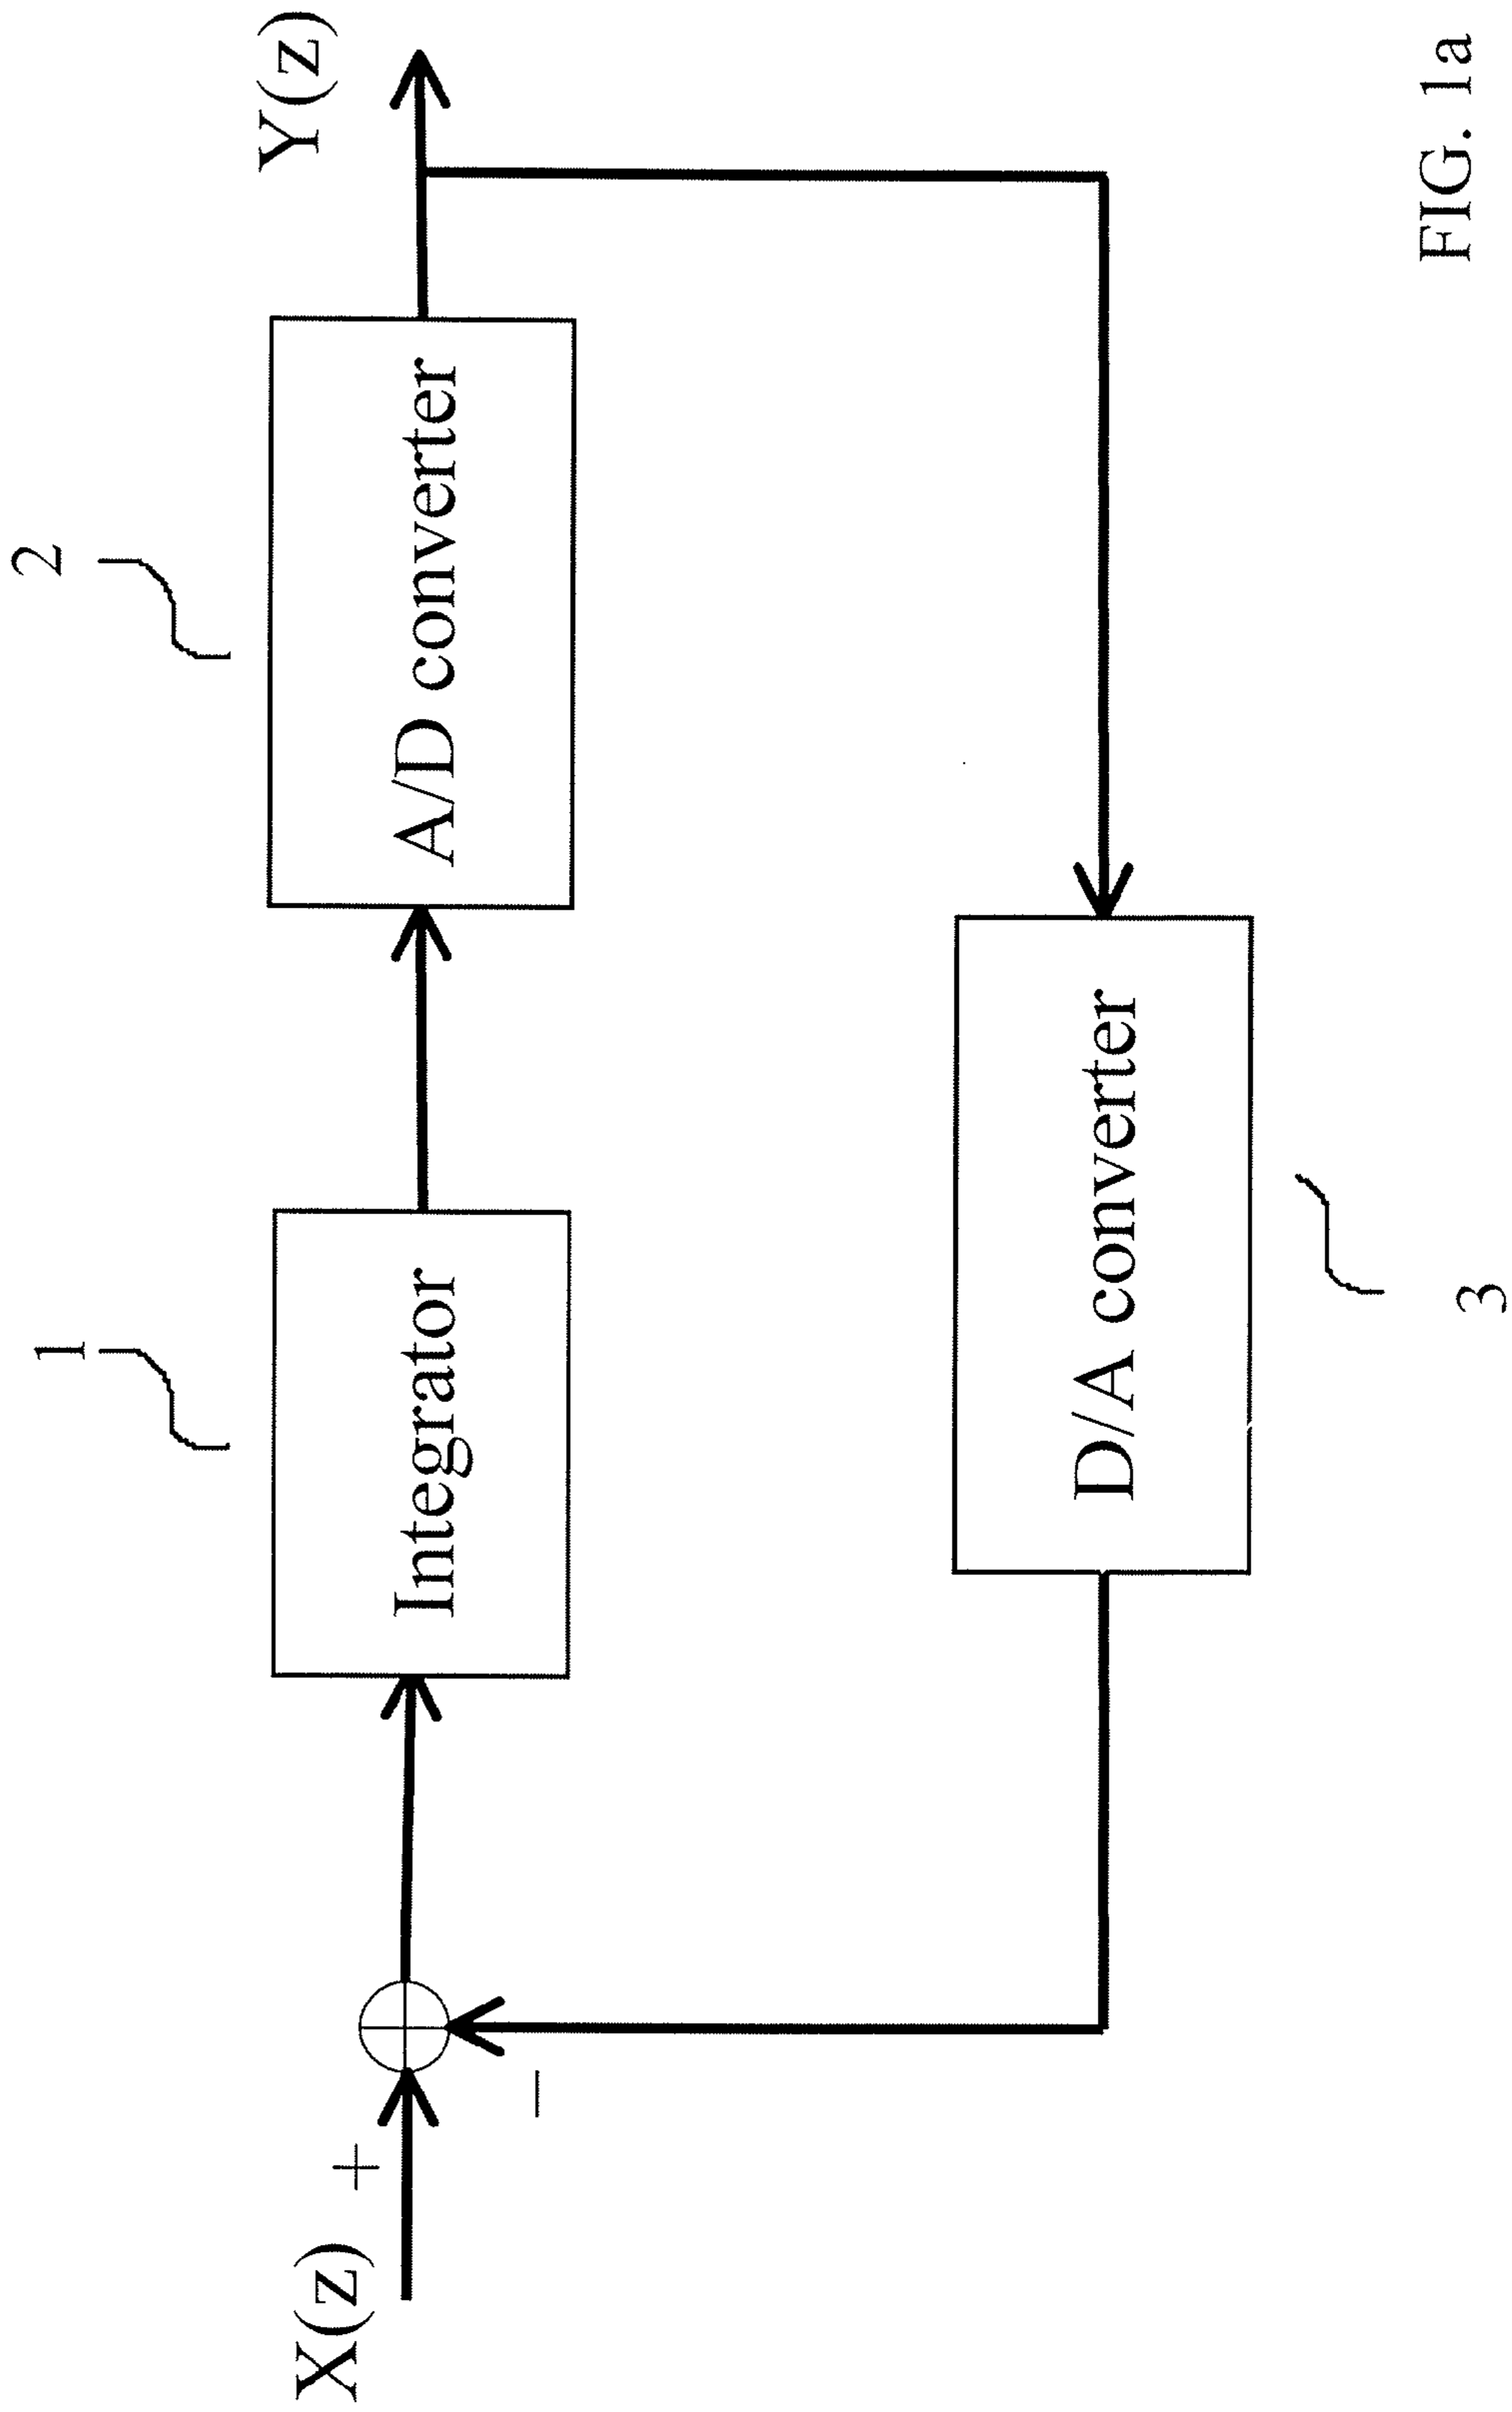 1
2
X(z)
+
−
Integrator
A/D converter
Y(z)
D/A converter
3
FIG. 1a